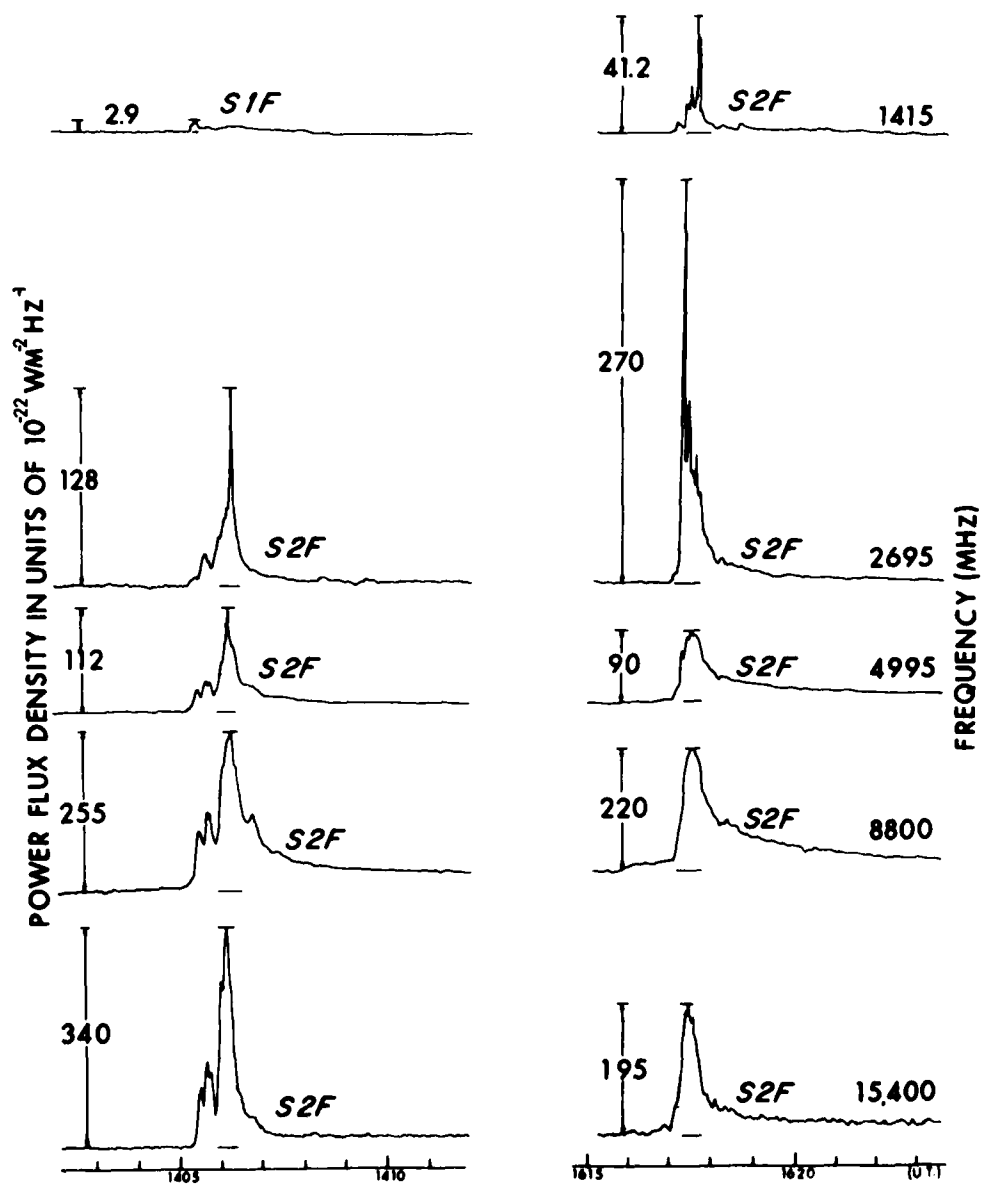 POWER FLUX DENSITY IN UNITS OF 10⁻²² WM⁻² HZ⁻¹
2.9 S1F
41.2 S2F 1415
128 S2F
270 S2F 2695
112 S2F
90 S2F 4995
255 S2F
220 S2F 8800
340 S2F
195 S2F 15,400
1405 1410
1615 1620 (U.T.)
FREQUENCY (MHZ)